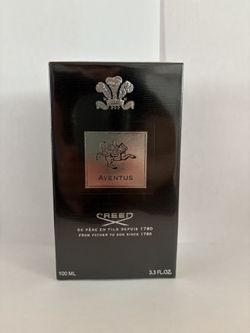 AVENTUS
CREED
DE PÈRE EN FILS DEPUIS 1760
FROM FATHER TO SON SINCE 1760
100 ML 3.3 FL.OZ.